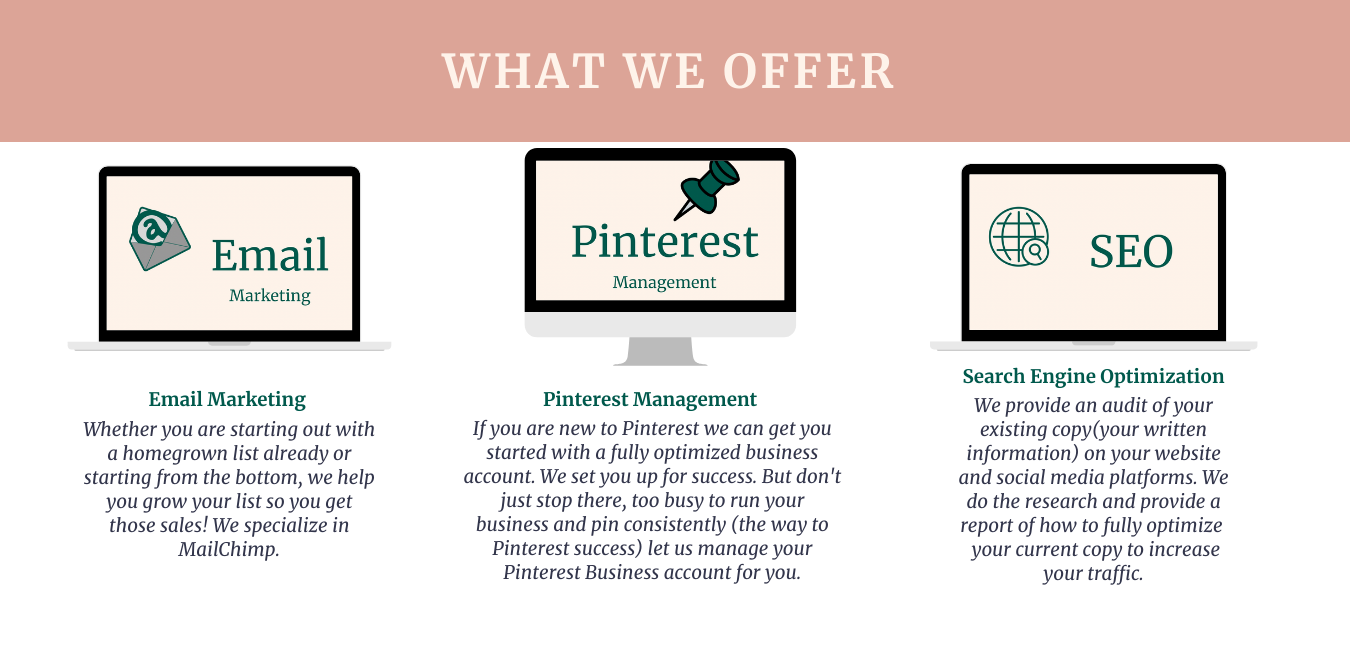 WHAT WE OFFER
Email
Marketing
Pinterest
Management
SEO
Email Marketing
Whether you are starting out with
a homegrown list already or
starting from the bottom, we help
you grow your list so you get
those sales! We specialize in
MailChimp.
Pinterest Management
If you are new to Pinterest we can get you
started with a fully optimized business
account. We set you up for success. But don't
just stop there, too busy to run your
business and pin consistently (the way to
Pinterest success) let us manage your
Pinterest Business account for you.
Search Engine Optimization
We provide an audit of your
existing copy(your written
information) on your website
and social media platforms. We
do the research and provide a
report of how to fully optimize
your current copy to increase
your traffic.